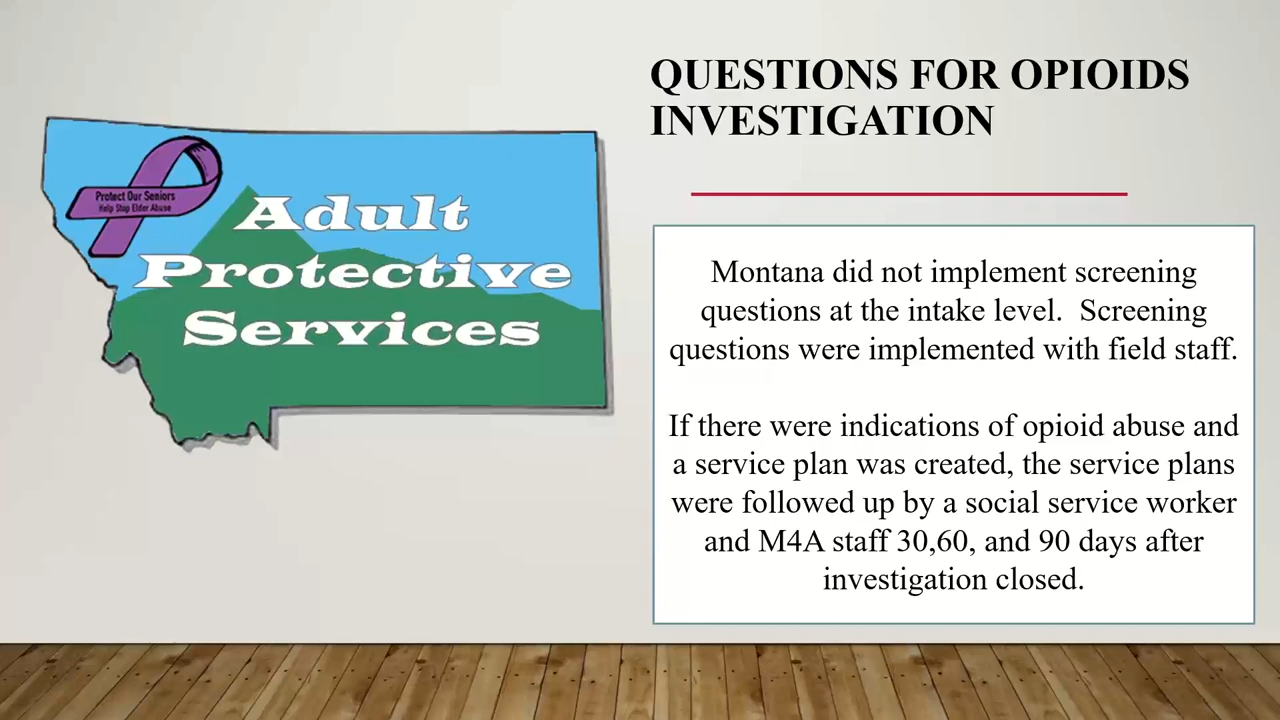 QUESTIONS FOR OPIOIDS
INVESTIGATION
Protect Our Seniors
Help Stop Elder Abuse
Adult
Protective
Services
Montana did not implement screening
questions at the intake level.  Screening
questions were implemented with field staff.
If there were indications of opioid abuse and
a service plan was created, the service plans
were followed up by a social service worker
and M4A staff 30,60, and 90 days after
investigation closed.